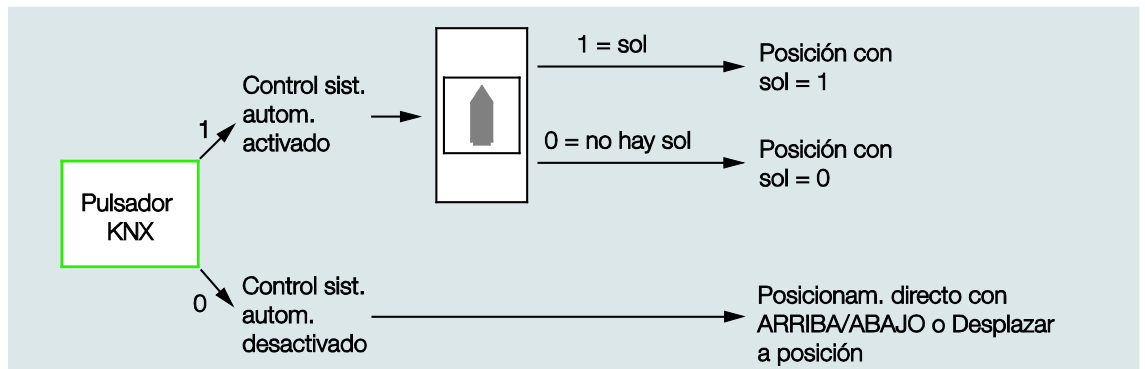 Pulsador
KNX
1
Control sist.
autom.
activado
1 = sol
Posición con
sol = 1
0 = no hay sol
Posición con
sol = 0
0
Control sist.
autom.
desactivado
Posicionam. directo con
ARRIBA/ABAJO o Desplazar
a posición